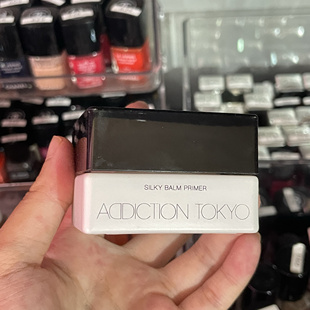 SILKY BALM PRIMER
ADDICTION TOKYO